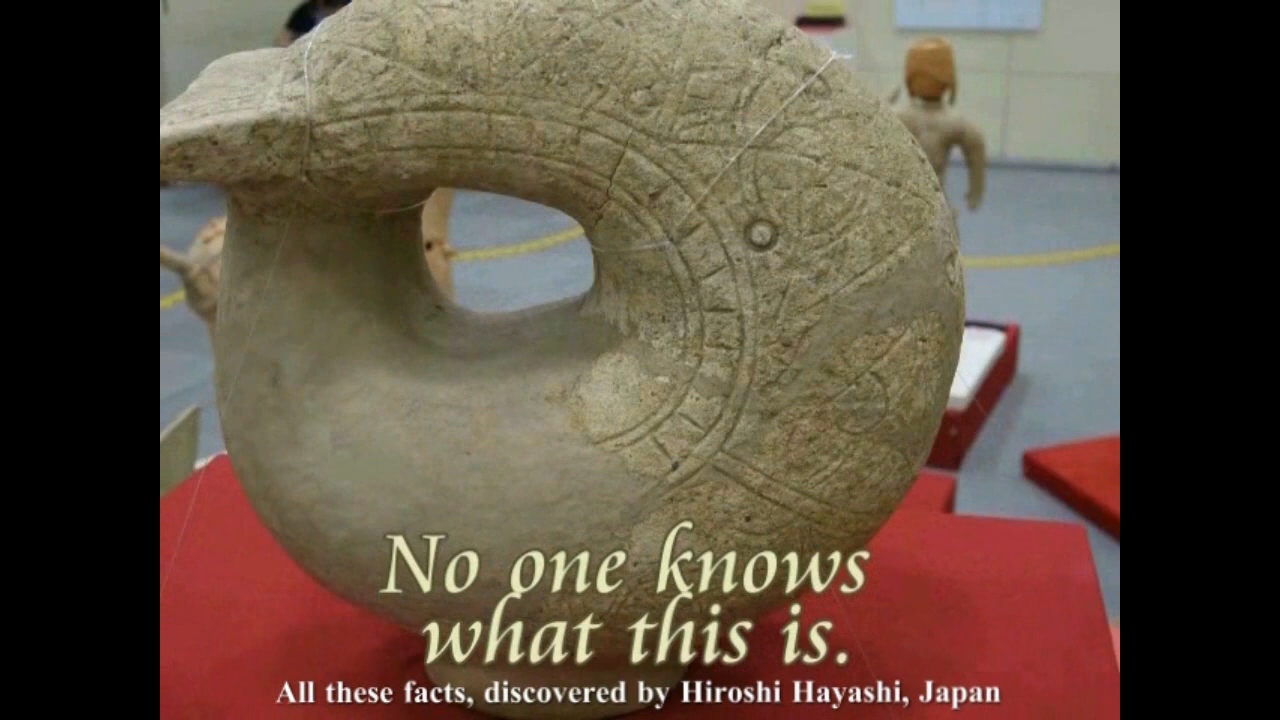 No one knows
what this is.
All these facts, discovered by Hiroshi Hayashi, Japan